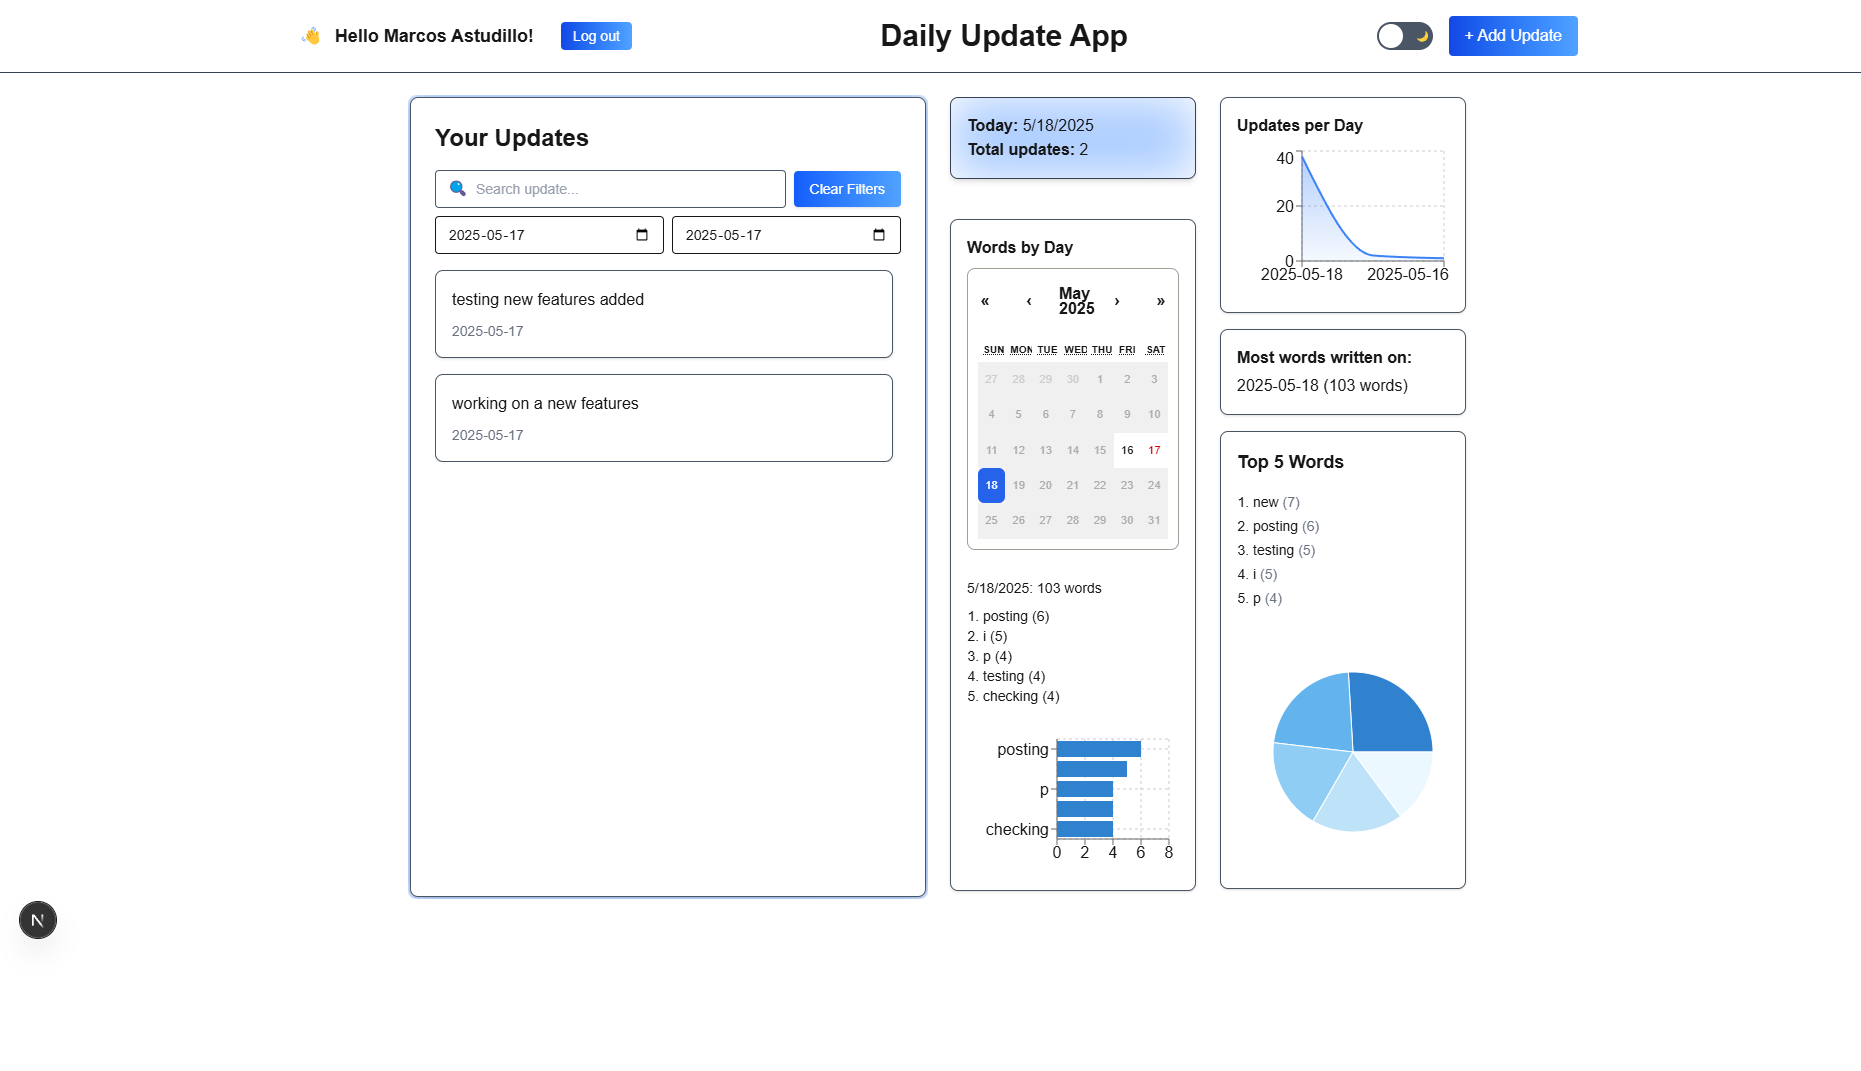 👋 Hello Marcos Astudillo!
Log out
Daily Update App
+ Add Update
Your Updates
Search update...
Clear Filters
2025-05-17
2025-05-17
testing new features added
2025-05-17
working on a new features
2025-05-17
Today: 5/18/2025
Total updates: 2
Words by Day
« ‹ May 2025 › »
SUN MON TUE WED THU FRI SAT
27 28 29 30 1 2 3
4 5 6 7 8 9 10
11 12 13 14 15 16 17
18 19 20 21 22 23 24
25 26 27 28 29 30 31
5/18/2025: 103 words
1. posting (6)
2. i (5)
3. p (4)
4. testing (4)
5. checking (4)
posting
p
checking
0 2 4 6 8
Updates per Day
40
20
0
2025-05-18 2025-05-16
Most words written on:
2025-05-18 (103 words)
Top 5 Words
1. new (7)
2. posting (6)
3. testing (5)
4. i (5)
5. p (4)
N